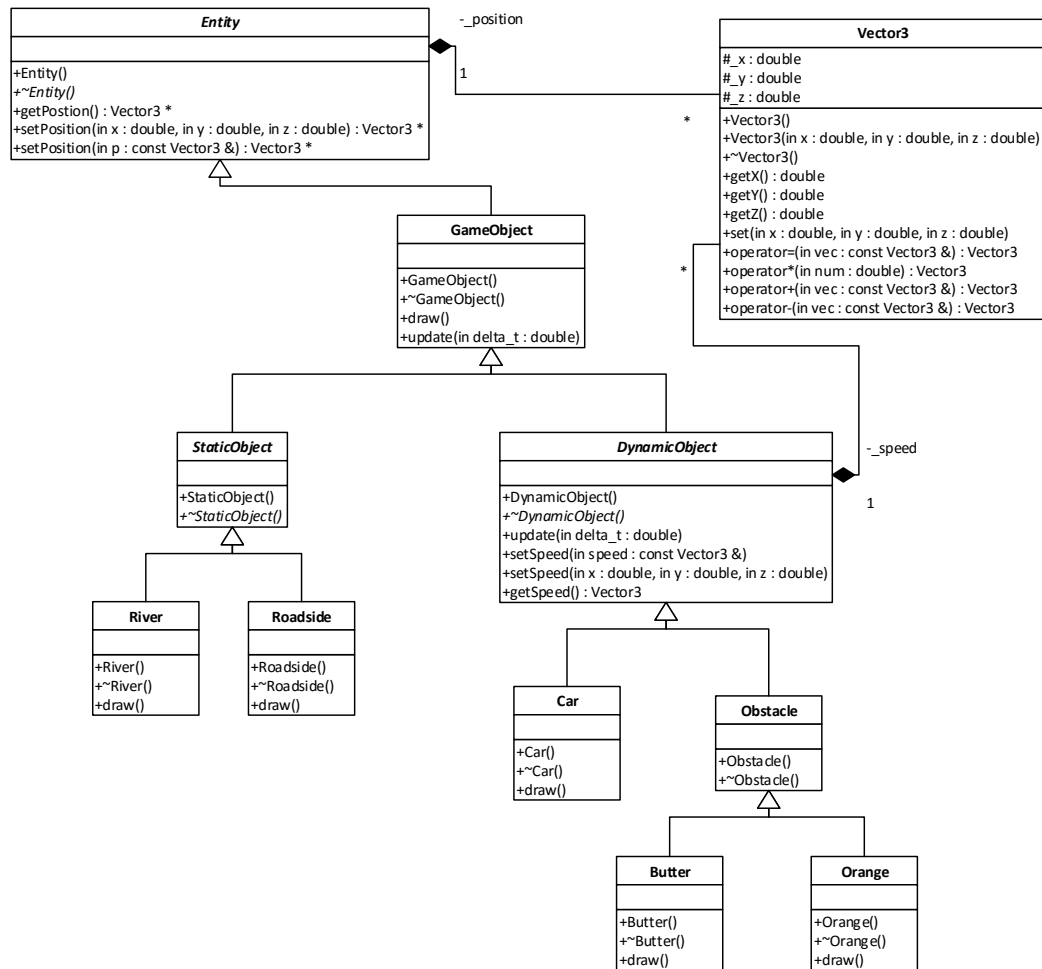 Entity
+Entity()
+~Entity()
+getPostion() : Vector3 *
+setPosition(in x : double, in y : double, in z : double) : Vector3 *
+setPosition(in p : const Vector3 &) : Vector3 *
-_position
1
*
Vector3
#_x : double
#_y : double
#_z : double
+Vector3()
+Vector3(in x : double, in y : double, in z : double)
+~Vector3()
+getX() : double
+getY() : double
+getZ() : double
+set(in x : double, in y : double, in z : double)
+operator=(in vec : const Vector3 &) : Vector3
+operator*(in num : double) : Vector3
+operator+(in vec : const Vector3 &) : Vector3
+operator-(in vec : const Vector3 &) : Vector3
*
GameObject
+GameObject()
+~GameObject()
+draw()
+update(in delta_t : double)
StaticObject
+StaticObject()
+~StaticObject()
DynamicObject
+DynamicObject()
+~DynamicObject()
+update(in delta_t : double)
+setSpeed(in speed : const Vector3 &)
+setSpeed(in x : double, in y : double, in z : double)
+getSpeed() : Vector3
-_speed
1
River
+River()
+~River()
+draw()
Roadside
+Roadside()
+~Roadside()
+draw()
Car
+Car()
+~Car()
+draw()
Obstacle
+Obstacle()
+~Obstacle()
Butter
+Butter()
+~Butter()
+draw()
Orange
+Orange()
+~Orange()
+draw()